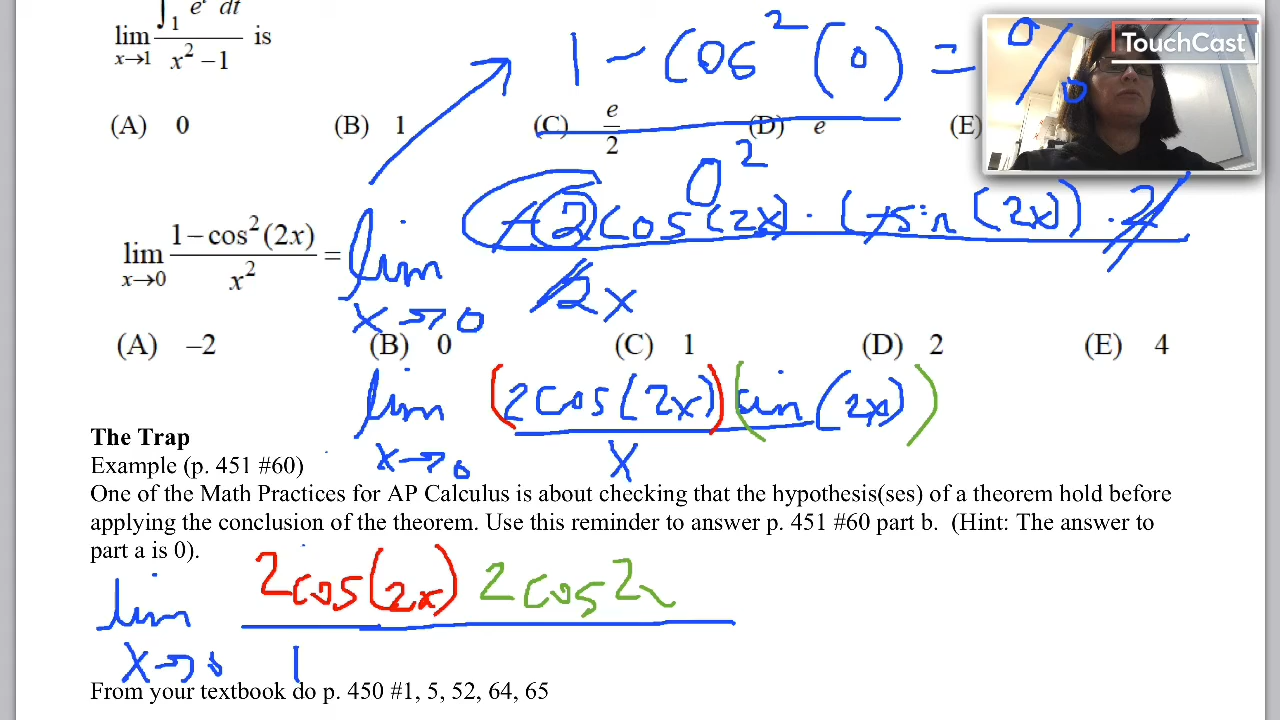 ∫₁ eᵗ dt
lim x→1 x² − 1 is
1 − cos²(0) = 0/0
0²
TouchCast
(A) 0 (B) 1 (C) e/2 (D) e (E)
lim x→0 (1 − cos²(2x))/x² = lim x→0 −2cos(2x)·(−sin(2x))·2
2x
(A) −2 (B) 0 (C) 1 (D) 2 (E) 4
lim x→0 (2cos(2x))(sin(2x))
x
The Trap
Example (p. 451 #60)
One of the Math Practices for AP Calculus is about checking that the hypothesis(ses) of a theorem hold before
applying the conclusion of the theorem. Use this reminder to answer p. 451 #60 part b. (Hint: The answer to
part a is 0).
lim x→0 2cos(2x) 2cos2x
1
From your textbook do p. 450 #1, 5, 52, 64, 65